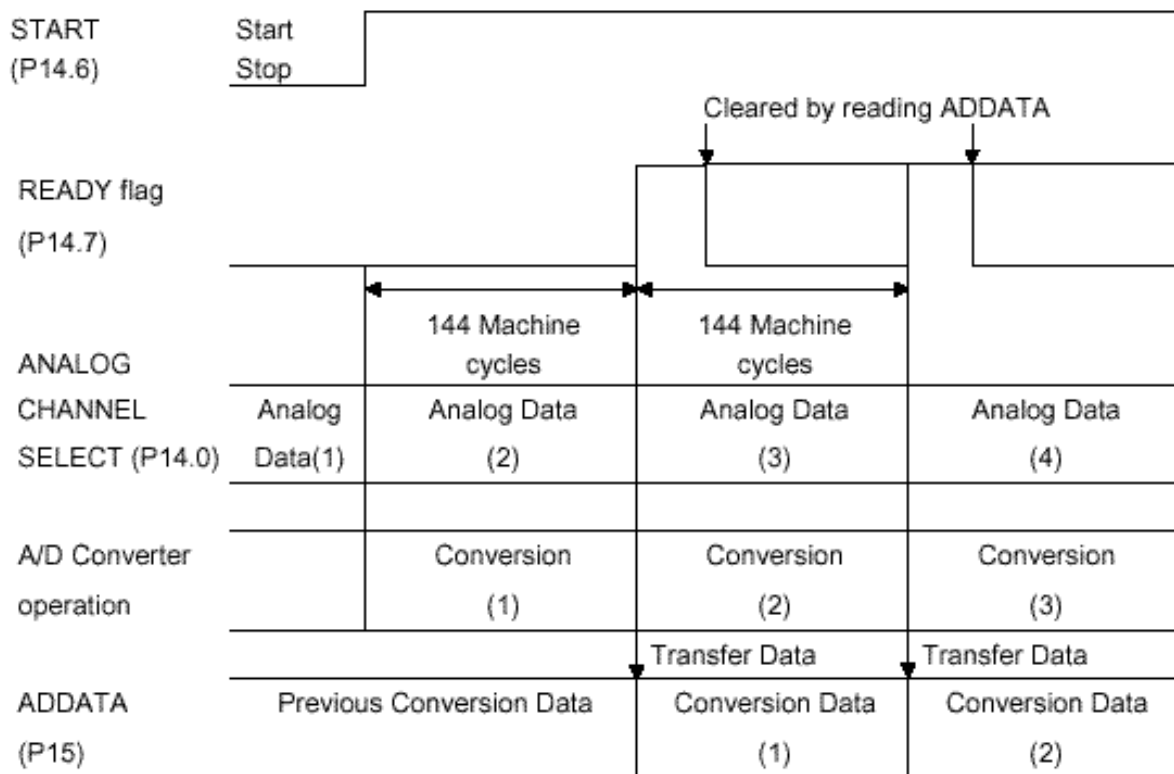 START Start
(P14.6) Stop
Cleared by reading ADDATA
READY flag
(P14.7)
144 Machine 144 Machine
ANALOG cycles cycles
CHANNEL Analog Analog Data Analog Data Analog Data
SELECT (P14.0) Data(1) (2) (3) (4)
A/D Converter Conversion Conversion Conversion
operation (1) (2) (3)
Transfer Data Transfer Data
ADDATA Previous Conversion Data Conversion Data Conversion Data
(P15) (1) (2)